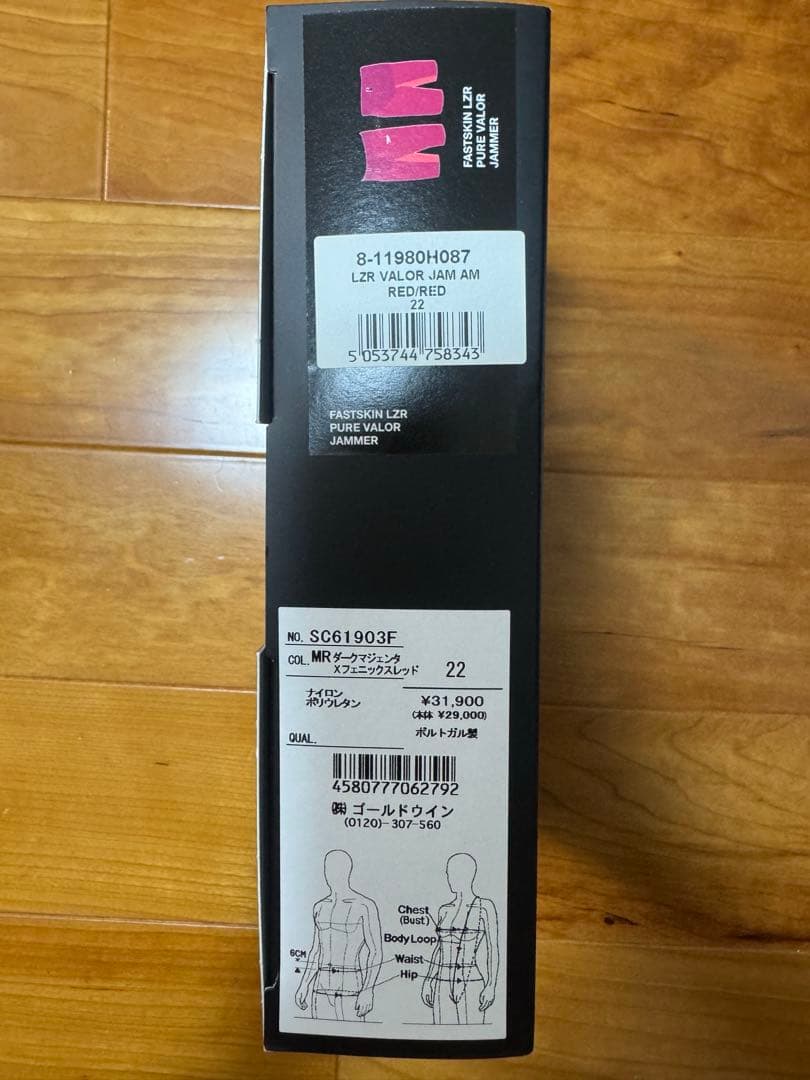 FASTSKIN LZR
PURE VALOR
JAMMER
8-11980H087
LZR VALOR JAM AM
RED/RED
22
5 053744 758343
FASTSKIN LZR
PURE VALOR
JAMMER
NO. SC61903F
COL. MR ダークマジェンタ
Xフェニックスレッド
22
ナイロン
ポリウレタン
¥31,900
(本体 ¥29,000)
QUAL.
ポルトガル製
4580777062792
㈱ ゴールドウイン
(0120)-307-560
Chest
(Bust)
Body Loop
6CM
Waist
Hip